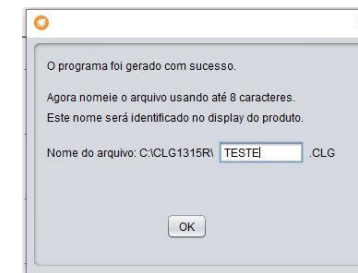 O programa foi gerado com sucesso.
Agora nomeie o arquivo usando até 8 caracteres.
Este nome será identificado no display do produto.
Nome do arquivo: C:\CLG1315R\ TESTE .CLG
OK